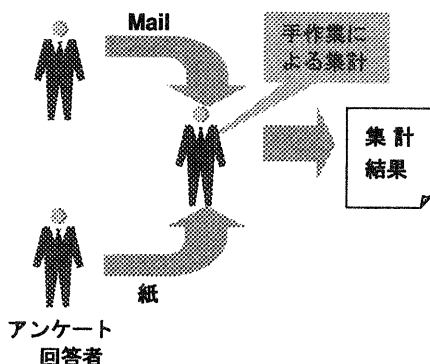 Mail
手作業に
よる集計
集 計
結果
紙
アンケート
回答者